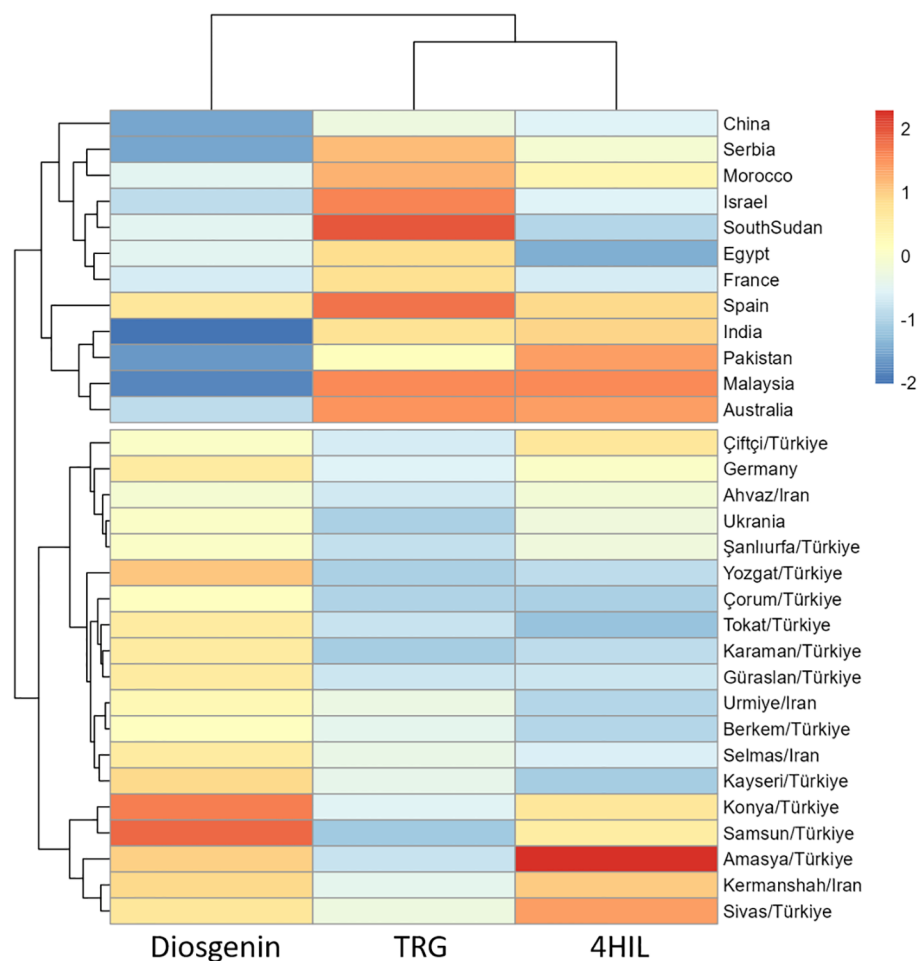 China
Serbia
Morocco
Israel
SouthSudan
Egypt
France
Spain
India
Pakistan
Malaysia
Australia
2
1
0
-1
-2
Çiftçi/Türkiye
Germany
Ahvaz/Iran
Ukrania
Şanlıurfa/Türkiye
Yozgat/Türkiye
Çorum/Türkiye
Tokat/Türkiye
Karaman/Türkiye
Güraslan/Türkiye
Urmiye/Iran
Berkem/Türkiye
Selmas/Iran
Kayseri/Türkiye
Konya/Türkiye
Samsun/Türkiye
Amasya/Türkiye
Kermanshah/Iran
Sivas/Türkiye
Diosgenin TRG 4HIL